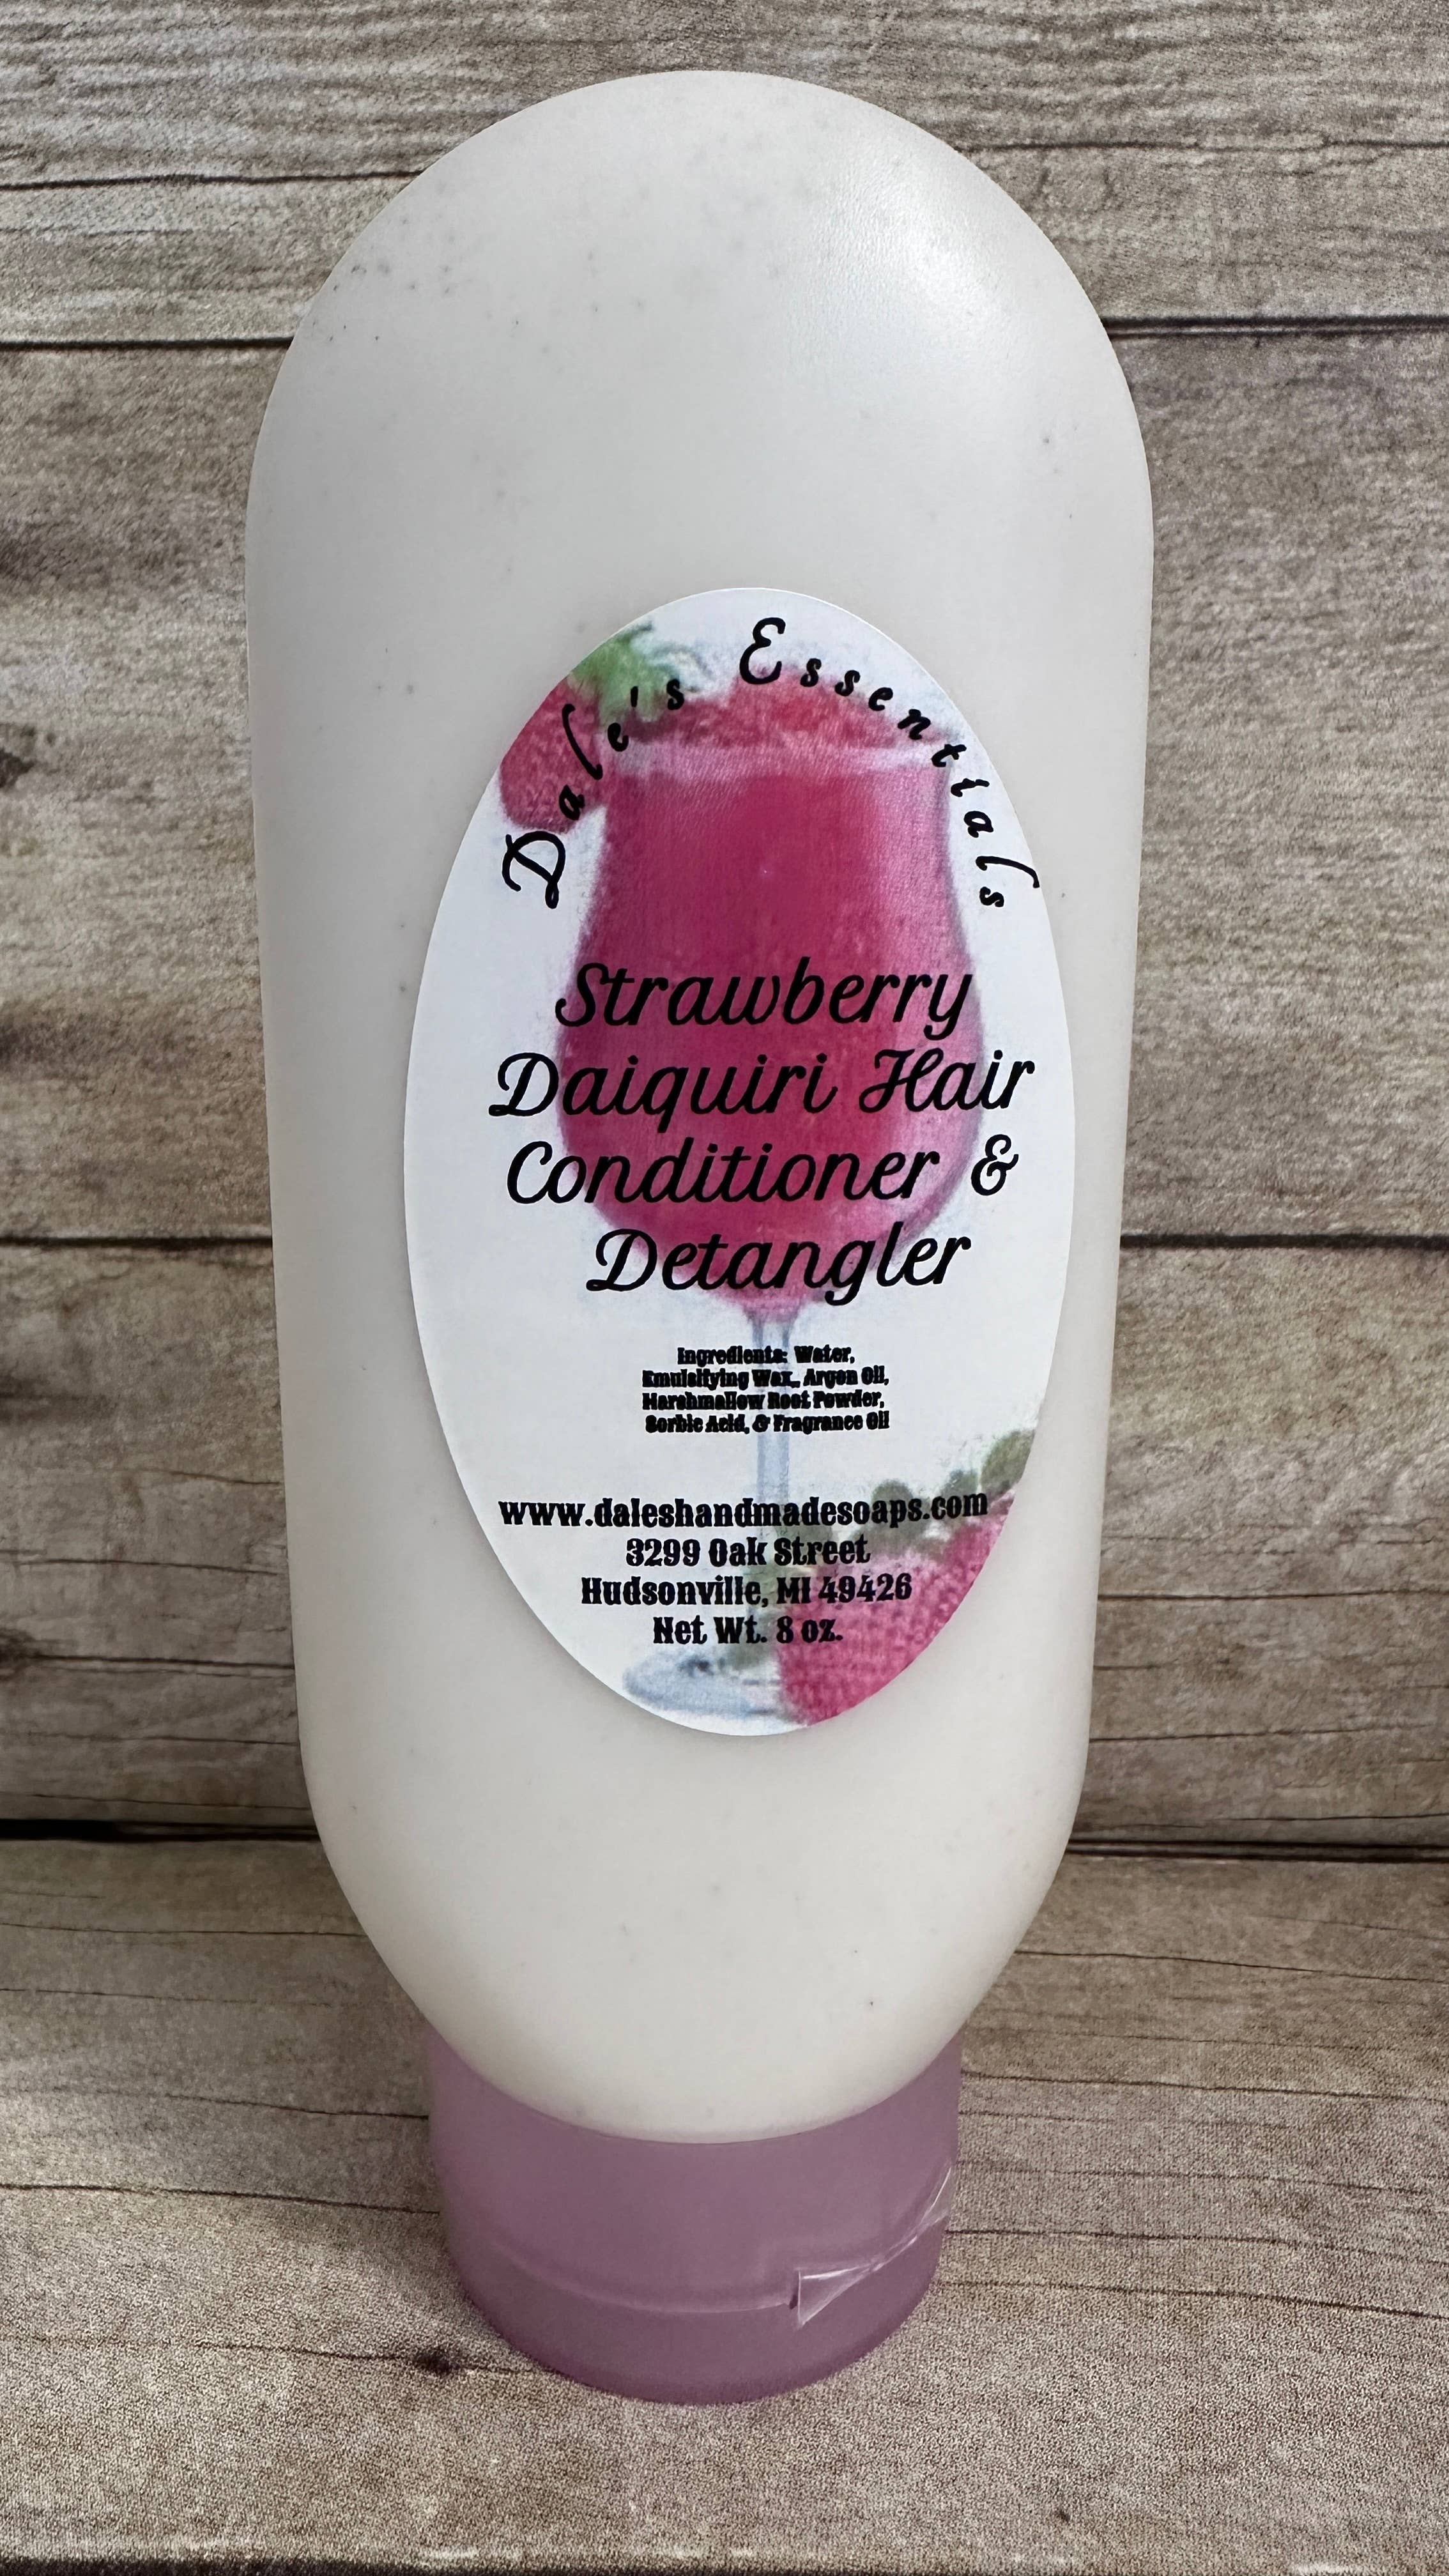 Dale's Essentials
Strawberry
Daiquiri Hair
Conditioner &
Detangler
Ingredients: Water,
Emulsifying Wax, Argon Oil,
Marshmallow Root Powder,
Sorbic Acid, & Fragrance Oil
www.daleshandmadesoaps.com
3299 Oak Street
Hudsonville, MI 49426
Net Wt. 8 oz.